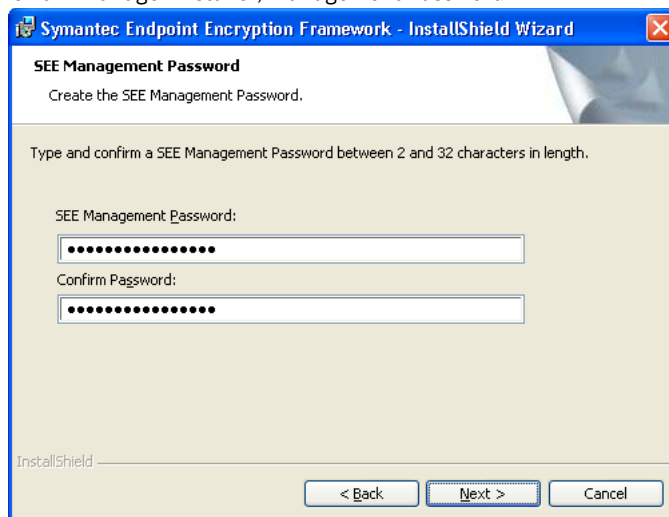 Symantec Endpoint Encryption Framework - InstallShield Wizard
SEE Management Password
Create the SEE Management Password.
Type and confirm a SEE Management Password between 2 and 32 characters in length.
SEE Management Password:
••••••••••••••••
Confirm Password:
••••••••••••••••
InstallShield
< Back Next > Cancel